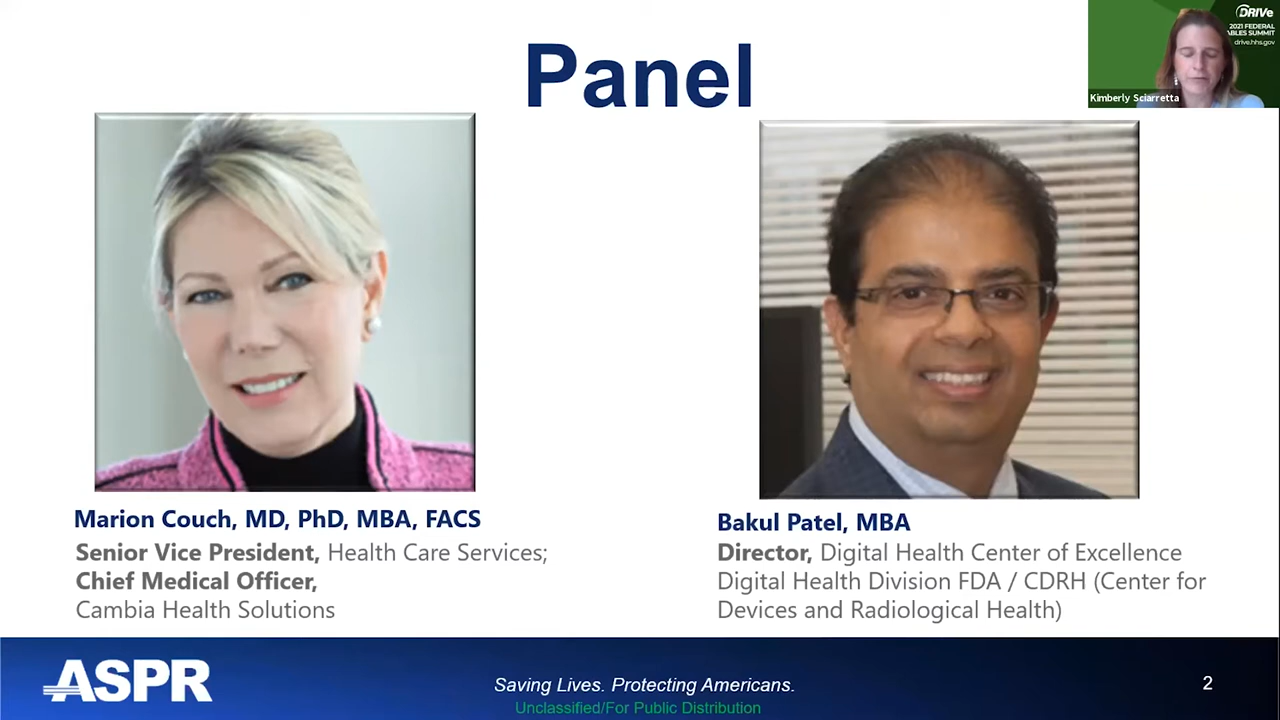 Panel
DRIVe
2021 FEDERAL
ABLES SUMMIT
drive.hhs.gov
Kimberly Sciarretta
Marion Couch, MD, PhD, MBA, FACS
Senior Vice President, Health Care Services;
Chief Medical Officer,
Cambia Health Solutions
Bakul Patel, MBA
Director, Digital Health Center of Excellence
Digital Health Division FDA / CDRH (Center for
Devices and Radiological Health)
ASPR
Saving Lives. Protecting Americans.
Unclassified/For Public Distribution
2